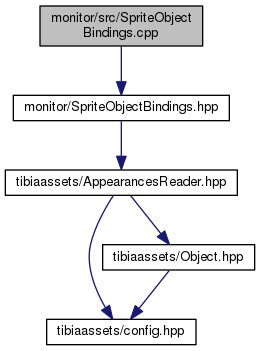 monitor/src/SpriteObject
Bindings.cpp
monitor/SpriteObjectBindings.hpp
tibiaassets/AppearancesReader.hpp
tibiaassets/Object.hpp
tibiaassets/config.hpp